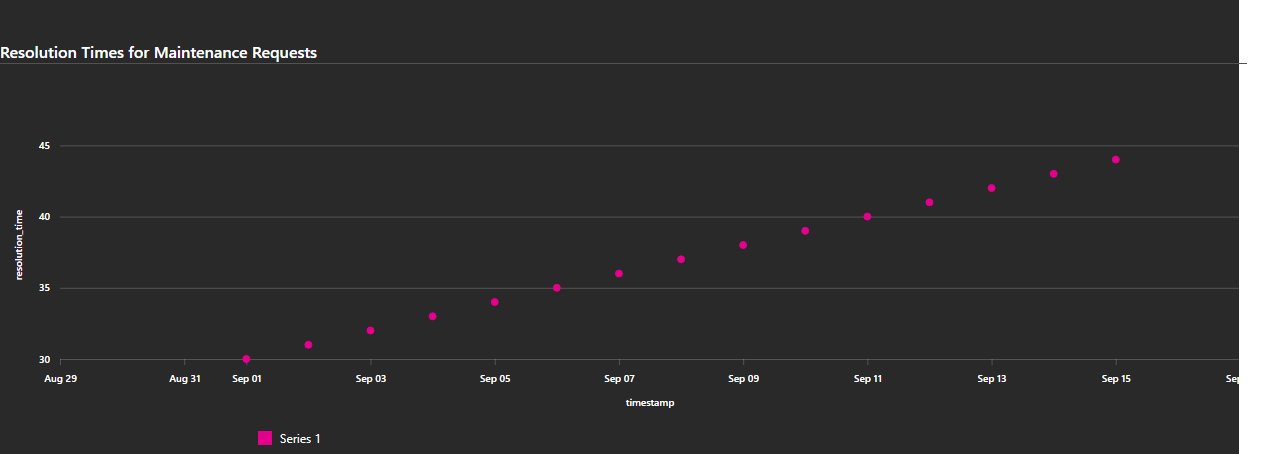 Resolution Times for Maintenance Requests
45
40
35
30
resolution_time
Aug 29 Aug 31 Sep 01 Sep 03 Sep 05 Sep 07 Sep 09 Sep 11 Sep 13 Sep 15 Sep
timestamp
Series 1